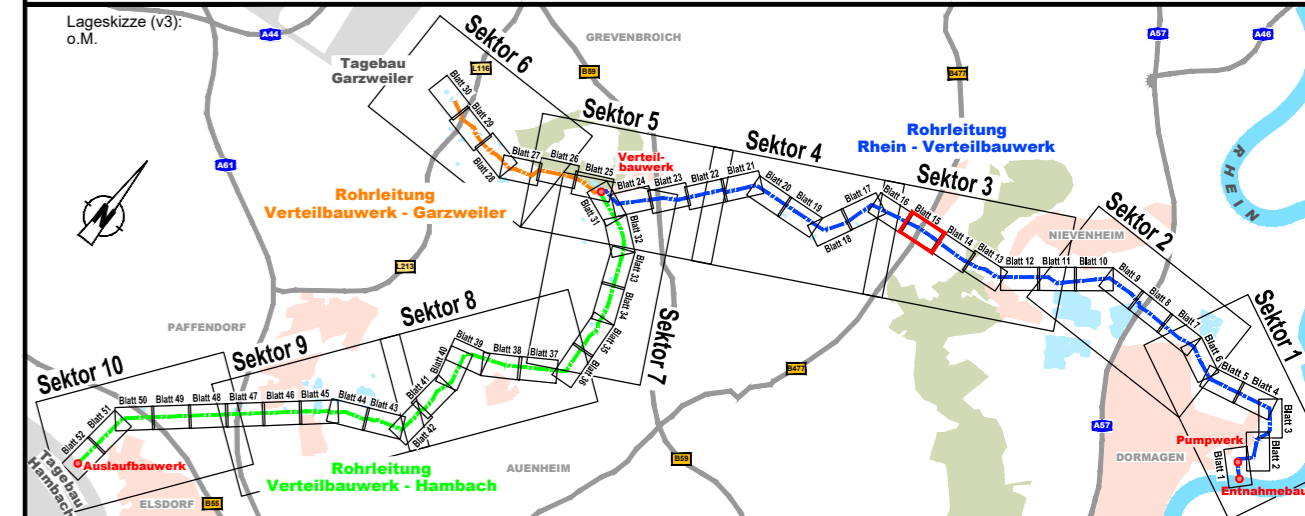 Lageskizze (v3):
o.M.
A44
Sektor 6
GREVENBROICH
A57
A46
Tagebau
Garzweiler
L116
B59
B477
Blatt 30
Blatt 29
Blatt 28
Blatt 27
Blatt 26
Blatt 25
Sektor 5
Sektor 4
Rohrleitung
Rhein - Verteilbauwerk
RHEIN
A61
Verteil-
bauwerk
Blatt 24
Blatt 23
Blatt 22
Blatt 21
Blatt 20
Blatt 19
Blatt 18
Blatt 17
Sektor 3
Blatt 16
Blatt 15
Blatt 14
Blatt 13
Blatt 12
Blatt 11
Blatt 10
NIEVENHEIM
Sektor 2
Blatt 9
Blatt 8
Blatt 7
Blatt 6
Blatt 5
Blatt 4
Blatt 3
Blatt 2
Blatt 1
Sektor 1
Rohrleitung
Verteilbauwerk - Garzweiler
N
L213
Blatt 31
Blatt 32
Blatt 33
Blatt 34
Blatt 35
Blatt 36
Sektor 7
Sektor 8
PAFFENDORF
Blatt 37
Blatt 38
Blatt 39
Blatt 40
Blatt 41
Blatt 42
Sektor 9
Sektor 10
Blatt 43
Blatt 44
Blatt 45
Blatt 46
Blatt 47
Blatt 48
Blatt 49
Blatt 50
Blatt 51
Blatt 52
B477
A57
Pumpwerk
DORMAGEN
Entnahmebau
Auslaufbauwerk
Tagebau
Hambach
ELSDORF
B55
Rohrleitung
Verteilbauwerk - Hambach
AUENHEIM
B59